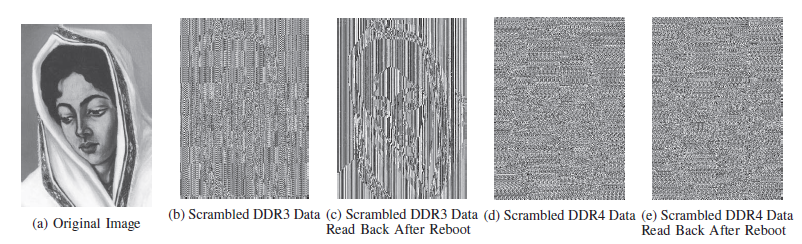 (a) Original Image
(b) Scrambled DDR3 Data
(c) Scrambled DDR3 Data
Read Back After Reboot
(d) Scrambled DDR4 Data
(e) Scrambled DDR4 Data
Read Back After Reboot